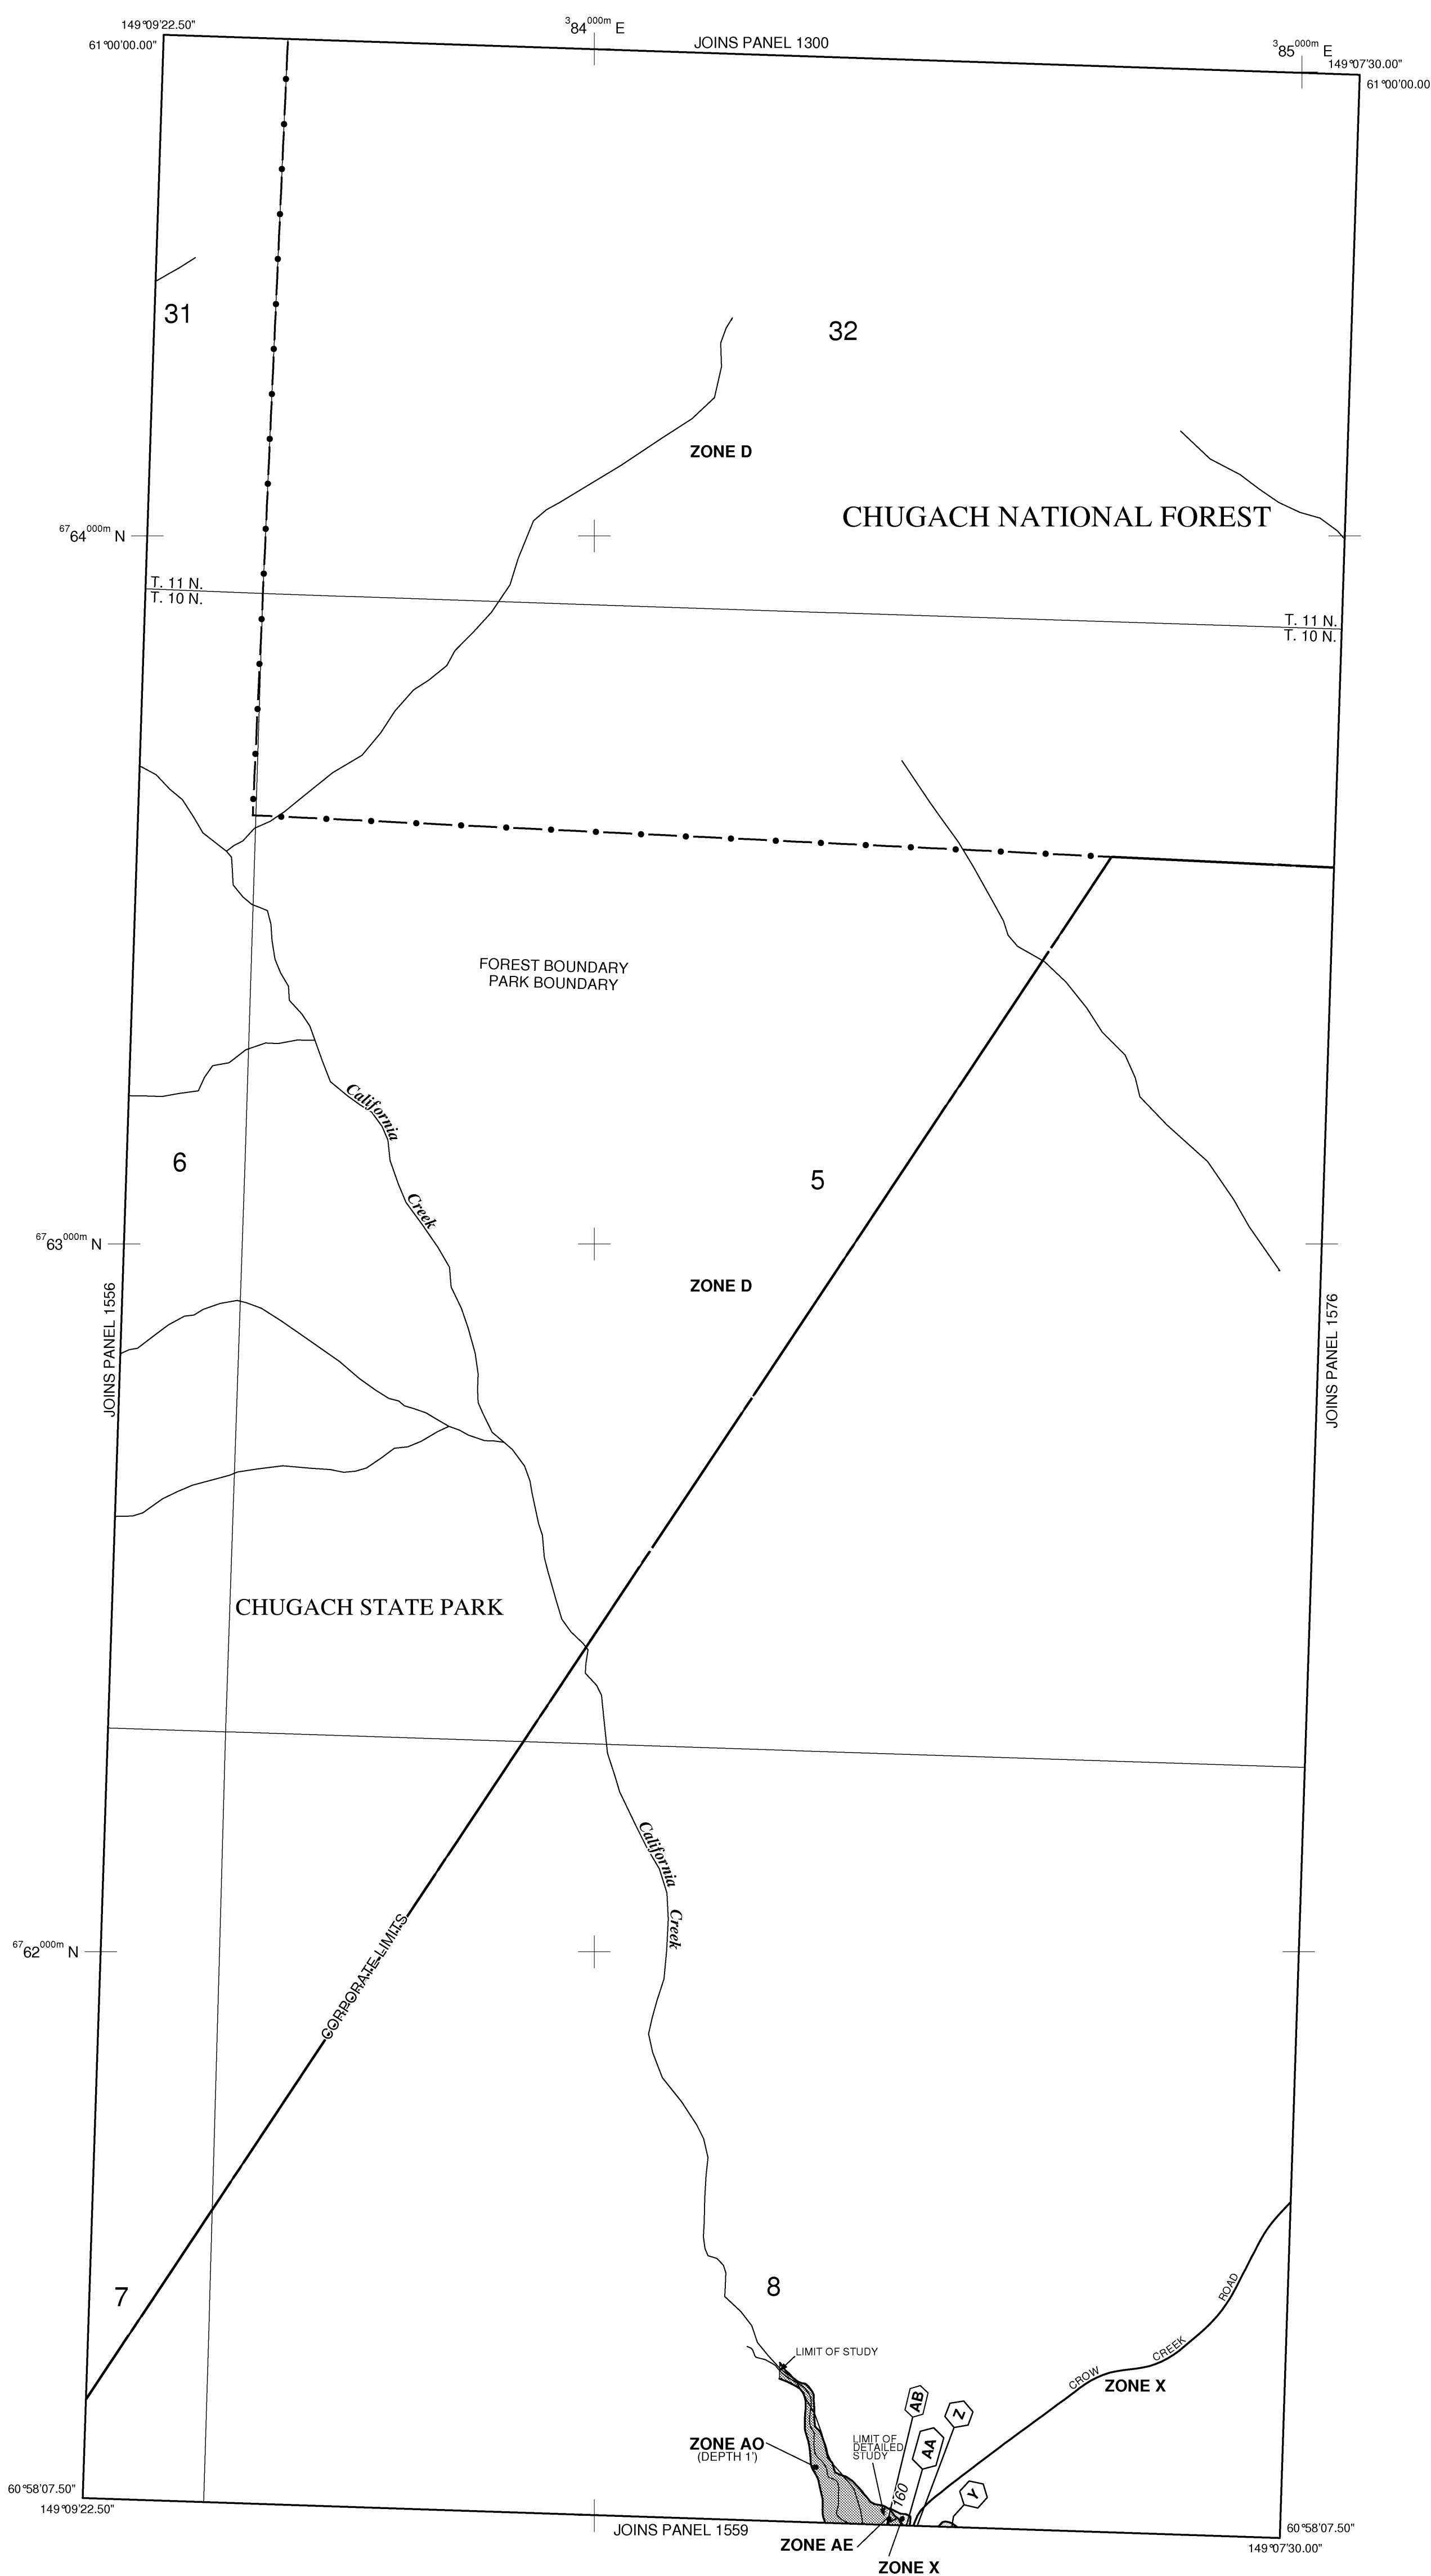 149°09'22.50"
61°00'00.00"
³84⁰⁰⁰ᵐ E
JOINS PANEL 1300
³85⁰⁰⁰ᵐ E
149°07'30.00"
61°00'00.00
31
32
ZONE D
CHUGACH NATIONAL FOREST
⁶⁷64⁰⁰⁰ᵐ N
T. 11 N.
T. 10 N.
T. 11 N.
T. 10 N.
FOREST BOUNDARY
PARK BOUNDARY
California
Creek
6
5
⁶⁷63⁰⁰⁰ᵐ N
ZONE D
JOINS PANEL 1556
JOINS PANEL 1576
CHUGACH STATE PARK
California
Creek
⁶⁷62⁰⁰⁰ᵐ N
CORPORATE LIMITS
7
8
LIMIT OF STUDY
CROW
CREEK
ROAD
ZONE X
AB
Z
AA
Y
ZONE AO
(DEPTH 1')
LIMIT OF
DETAILED
STUDY
160
60°58'07.50"
149°09'22.50"
JOINS PANEL 1559
ZONE AE
ZONE X
60°58'07.50"
149°07'30.00"